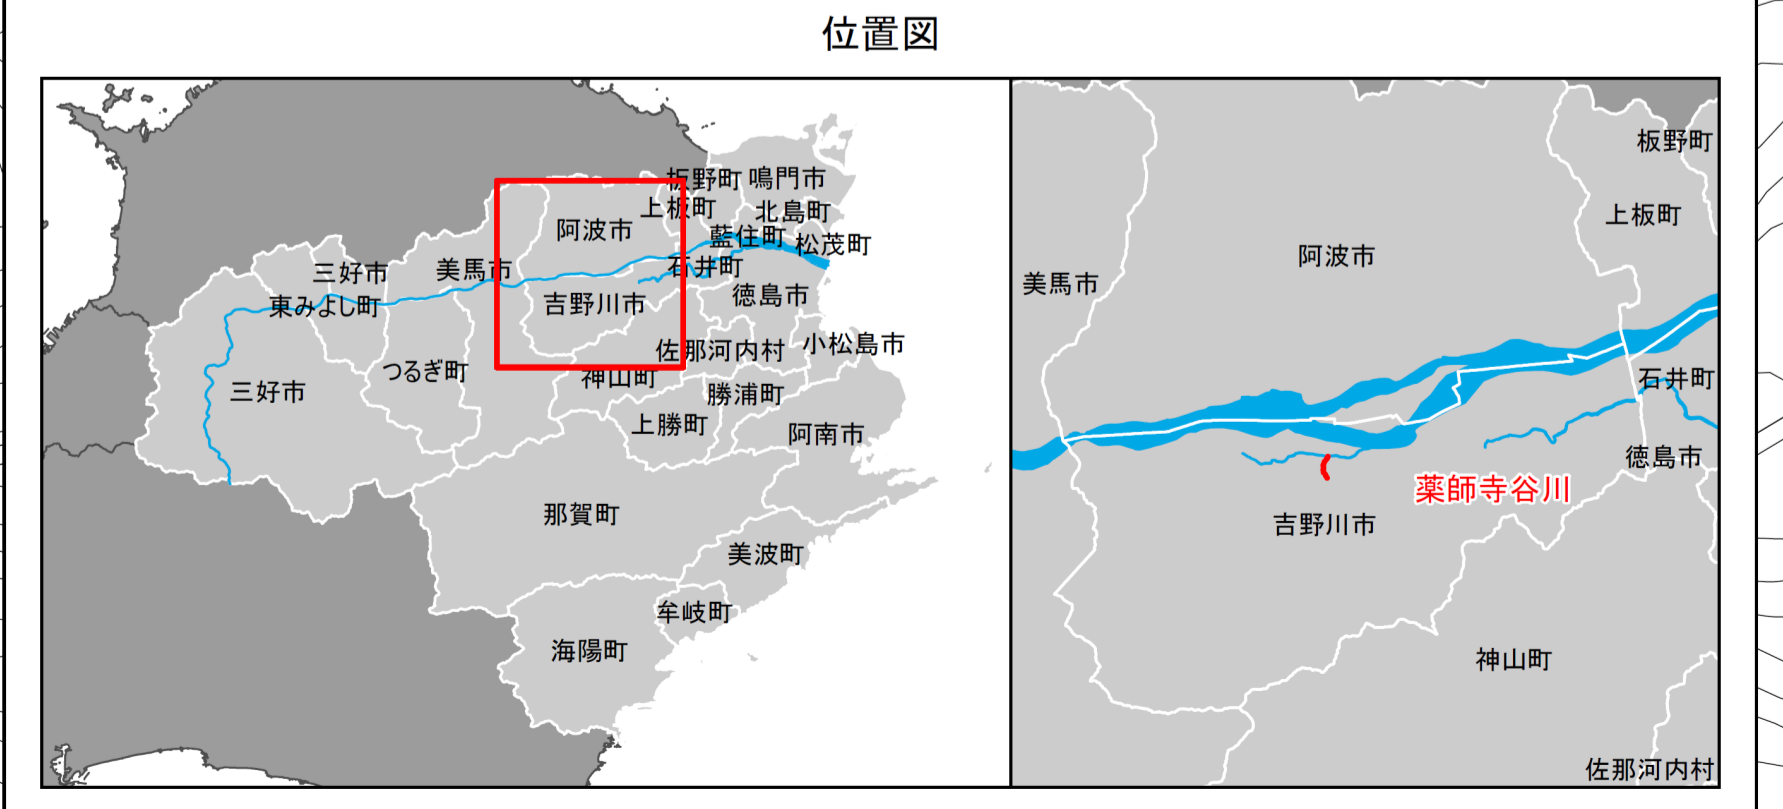 位置図
板野町
鳴門市
上板町
北島町
阿波市
藍住町
松茂町
三好市
美馬市
石井町
東みよし町
吉野川市
徳島市
佐那河内村
小松島市
つるぎ町
神山町
三好市
勝浦町
上勝町
阿南市
那賀町
美波町
牟岐町
海陽町
板野町
上板町
阿波市
美馬市
石井町
徳島市
薬師寺谷川
吉野川市
神山町
佐那河内村